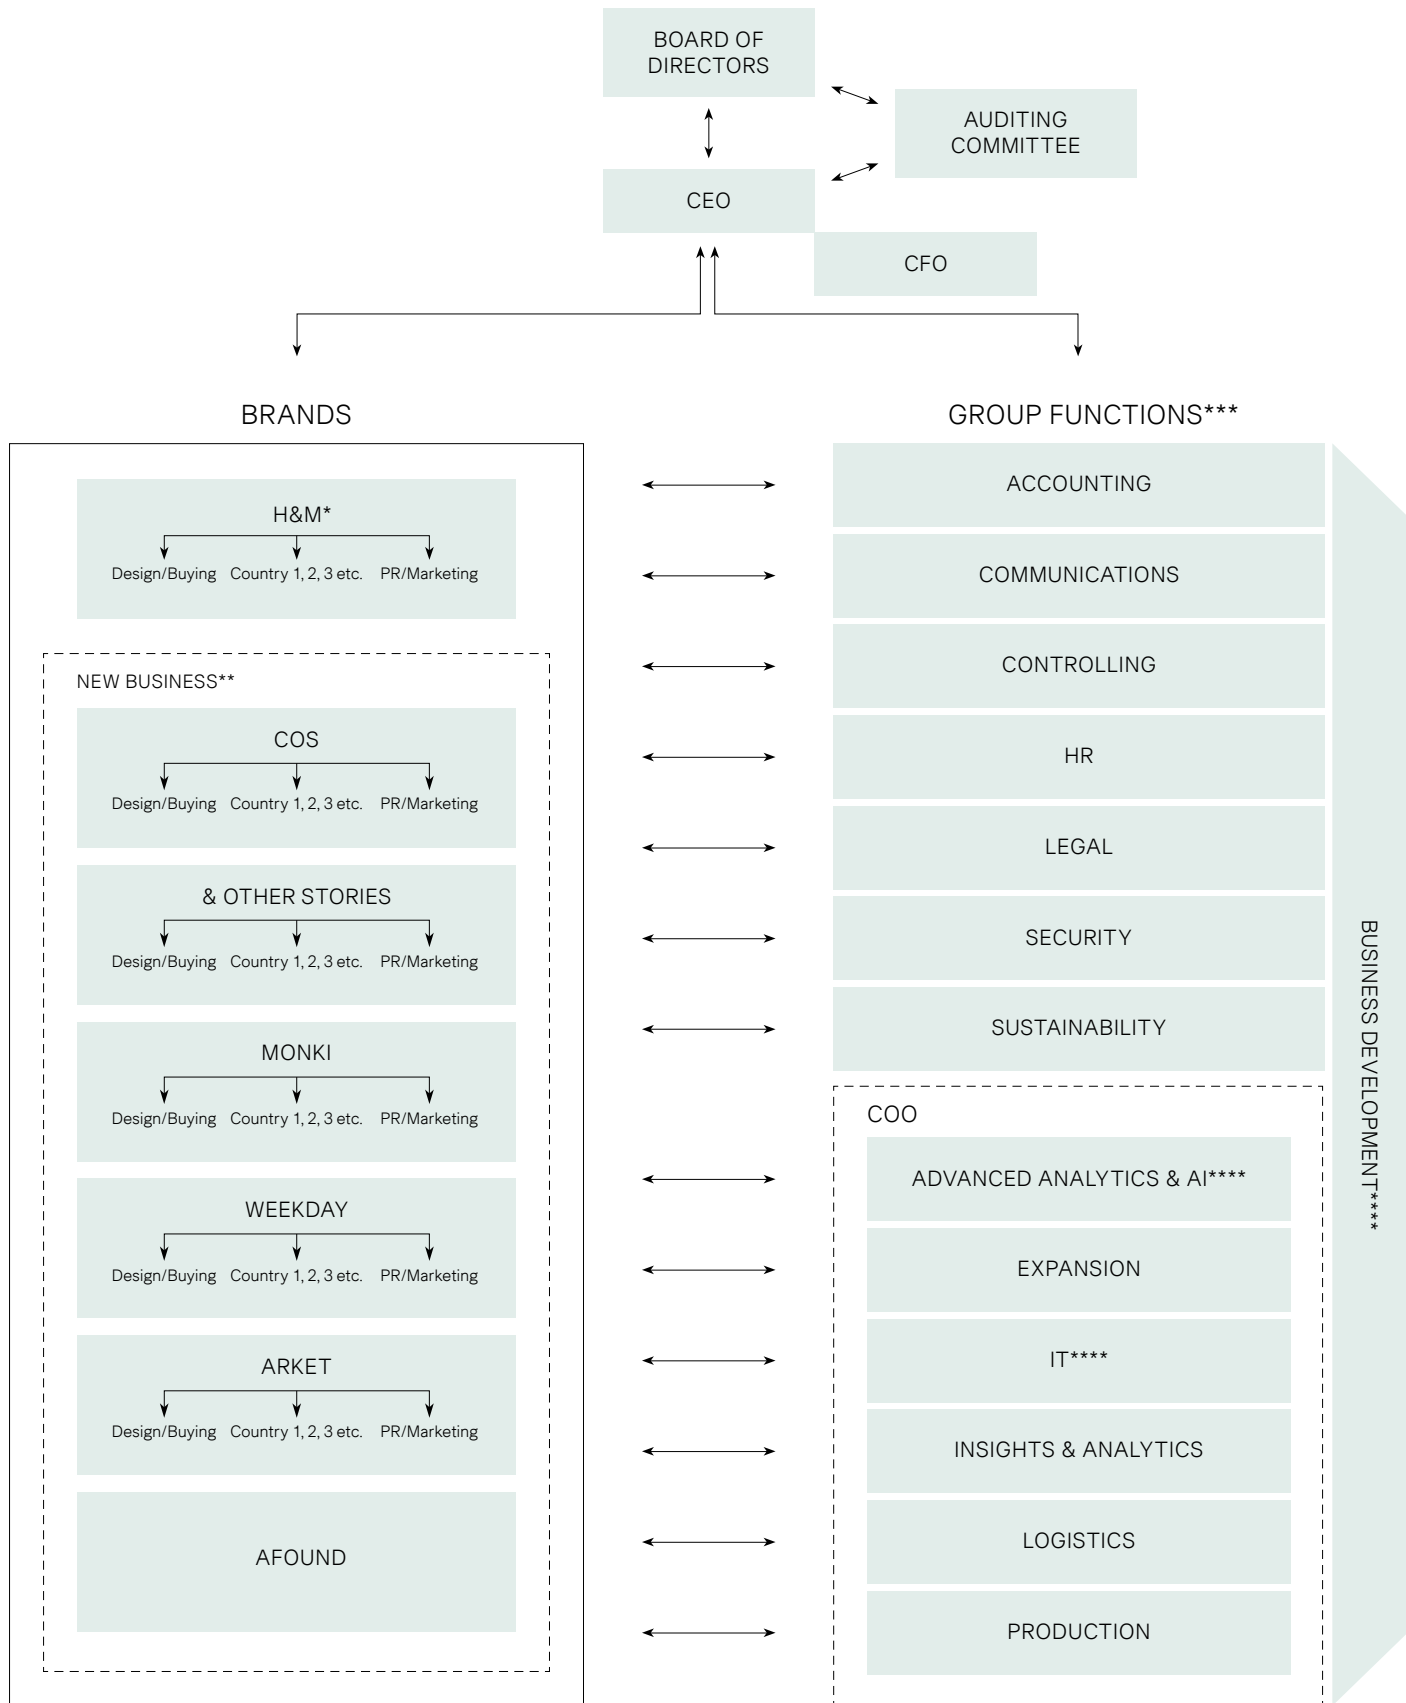 BOARD OF
DIRECTORS
AUDITING
COMMITTEE
CEO
CFO
BRANDS
H&M*
Design/Buying Country 1, 2, 3 etc. PR/Marketing
NEW BUSINESS**
COS
Design/Buying Country 1, 2, 3 etc. PR/Marketing
& OTHER STORIES
Design/Buying Country 1, 2, 3 etc. PR/Marketing
MONKI
Design/Buying Country 1, 2, 3 etc. PR/Marketing
WEEKDAY
Design/Buying Country 1, 2, 3 etc. PR/Marketing
ARKET
Design/Buying Country 1, 2, 3 etc. PR/Marketing
AFOUND
GROUP FUNCTIONS***
ACCOUNTING
COMMUNICATIONS
CONTROLLING
HR
LEGAL
SECURITY
SUSTAINABILITY
COO
ADVANCED ANALYTICS & AI****
EXPANSION
IT****
INSIGHTS & ANALYTICS
LOGISTICS
PRODUCTION
BUSINESS DEVELOPMENT****